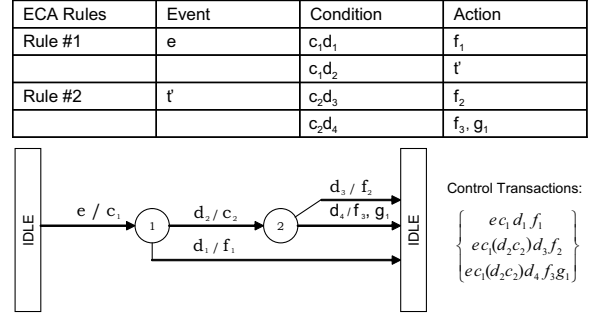 ECA Rules Event Condition Action
Rule #1 e c₁d₁ f₁
c₁d₂ t'
Rule #2 t' c₂d₃ f₂
c₂d₄ f₃, g₁
IDLE
e / c₁
1
d₂ / c₂
2
d₃ / f₂
d₄ / f₃, g₁
d₁ / f₁
IDLE
Control Transactions:
ec₁d₁f₁
ec₁(d₂c₂)d₃f₂
ec₁(d₂c₂)d₄f₃g₁